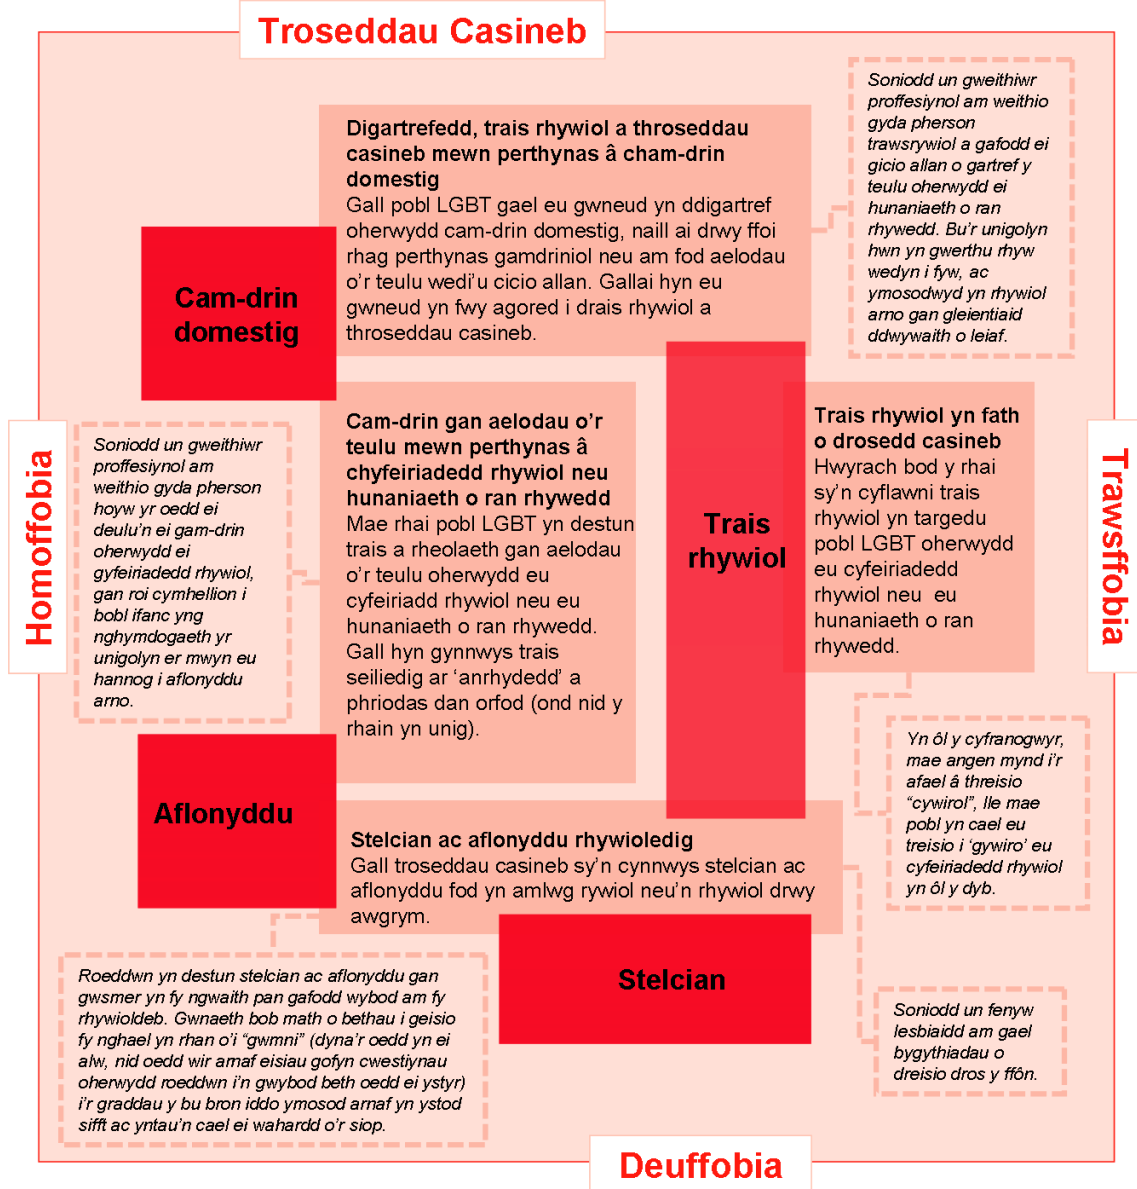 Troseddau Casineb
Soniodd un gweithiwr
proffesiynol am weithio
gyda pherson
trawsrywiol a gafodd ei
gicio allan o gartref y
teulu oherwydd ei
hunaniaeth o ran
rhywedd. Bu’r unigolyn
hwn yn gwerthu rhyw
wedyn i fyw, ac
ymosodwyd yn rhywiol
arno gan gleientiaid
ddwywaith o leiaf.
Digartrefedd, trais rhywiol a throseddau
casineb mewn perthynas â cham-drin
domestig
Gall pobl LGBT gael eu gwneud yn ddigartref
oherwydd cam-drin domestig, naill ai drwy ffoi
rhag perthynas gamdriniol neu am fod aelodau
o’r teulu wedi’u cicio allan. Gallai hyn eu
gwneud yn fwy agored i drais rhywiol a
throseddau casineb.
Cam-drin
domestig
Homoffobia
Soniodd un gweithiwr
proffesiynol am
weithio gyda pherson
hoyw yr oedd ei
deulu’n ei gam-drin
oherwydd ei
gyfeiriadedd rhywiol,
gan roi cymhellion i
bobl ifanc yng
nghymdogaeth yr
unigolyn er mwyn eu
hannog i aflonyddu
arno.
Cam-drin gan aelodau o’r
teulu mewn perthynas â
chyfeiriadedd rhywiol neu
hunaniaeth o ran rhywedd
Mae rhai pobl LGBT yn destun
trais a rheolaeth gan aelodau
o’r teulu oherwydd eu
cyfeiriadd rhywiol neu eu
hunaniaeth o ran rhywedd.
Gall hyn gynnwys trais
seiliedig ar ‘anrhydedd’ a
phriodas dan orfod (ond nid y
rhain yn unig).
Trais
rhywiol
Trais rhywiol yn fath
o drosedd casineb
Hwyrach bod y rhai
sy’n cyflawni trais
rhywiol yn targedu
pobl LGBT oherwydd
eu cyfeiriadedd
rhywiol neu eu
hunaniaeth o ran
rhywedd.
Trawsffobia
Yn ôl y cyfranogwyr,
mae angen mynd i’r
afael â threisio
“cywirol”, lle mae
pobl yn cael eu
treisio i ‘gywiro’ eu
cyfeiriadedd rhywiol
yn ôl y dyb.
Aflonyddu
Stelcian ac aflonyddu rhywioledig
Gall troseddau casineb sy’n cynnwys stelcian ac
aflonyddu fod yn amlwg rywiol neu’n rhywiol drwy
awgrym.
Stelcian
Roeddwn yn destun stelcian ac aflonyddu gan
gwsmer yn fy ngwaith pan gafodd wybod am fy
rhywioldeb. Gwnaeth bob math o bethau i geisio
fy nghael yn rhan o’i “gwmni” (dyna’r oedd yn ei
alw, nid oedd wir arnaf eisiau gofyn cwestiynau
oherwydd roeddwn i’n gwybod beth oedd ei ystyr)
i’r graddau y bu bron iddo ymosod arnaf yn ystod
sifft ac yntau’n cael ei wahardd o’r siop.
Soniodd un fenyw
lesbiaidd am gael
bygythiadau o
dreisio dros y ffôn.
Deuffobia